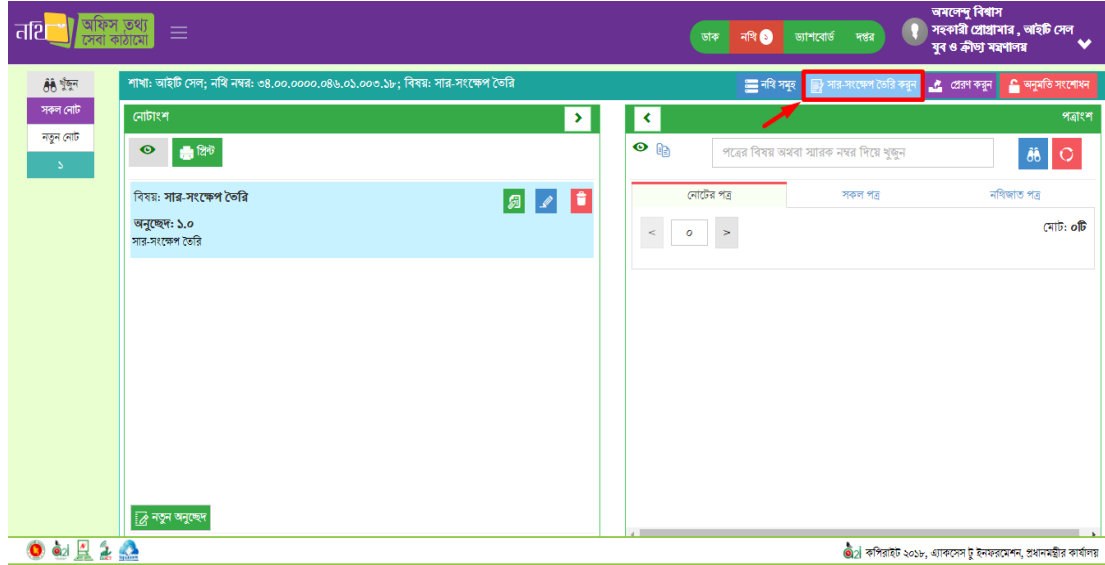 নথি অফিস তথ্য
সেবা কাঠামো
ডাক নথি ১ ড্যাশবোর্ড দপ্তর
অমলেন্দু বিশ্বাস
সহকারী প্রোগ্রামার , আইটি সেল
যুব ও ক্রীড়া মন্ত্রণালয়
খুঁজুন
সকল নোট
নতুন নোট
১
শাখা: আইটি সেল; নথি নম্বর: ৩৪.০০.০০০০.০৪৬.০১.০০৩.১৮; বিষয়: সার-সংক্ষেপ তৈরি
নথি সমূহ সার-সংক্ষেপ তৈরি করুন প্রেরণ করুন অনুমতি সংশোধন
নোটাংশ
প্রিন্ট
বিষয়: সার-সংক্ষেপ তৈরি
অনুচ্ছেদ: ১.০
সার-সংক্ষেপ তৈরি
নতুন অনুচ্ছেদ
পত্রাংশ
পত্রের বিষয় অথবা স্মারক নম্বর দিয়ে খুজুন
নোটের পত্র সকল পত্র নথিজাত পত্র
< ০ > মোট: ০টি
কপিরাইট ২০১৮, এ্যাকসেস টু ইনফরমেশন, প্রধানমন্ত্রীর কার্যালয়